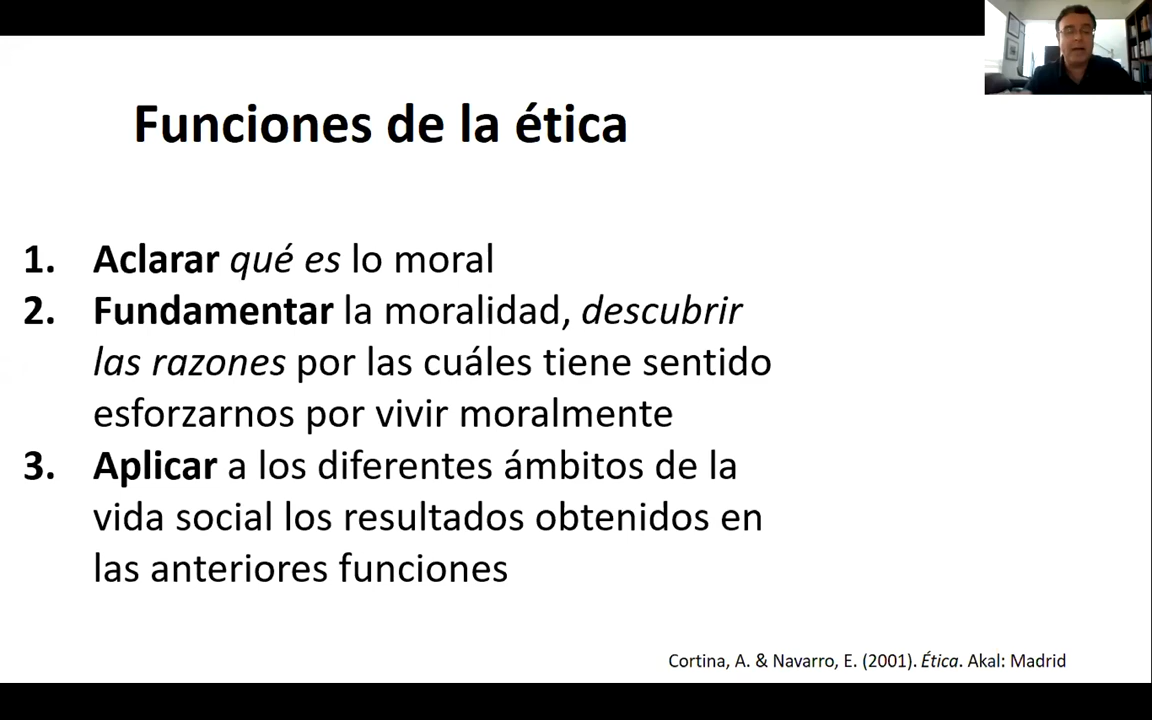 Funciones de la ética
1. Aclarar qué es lo moral
2. Fundamentar la moralidad, descubrir
las razones por las cuáles tiene sentido
esforzarnos por vivir moralmente
3. Aplicar a los diferentes ámbitos de la
vida social los resultados obtenidos en
las anteriores funciones
Cortina, A. & Navarro, E. (2001). Ética. Akal: Madrid